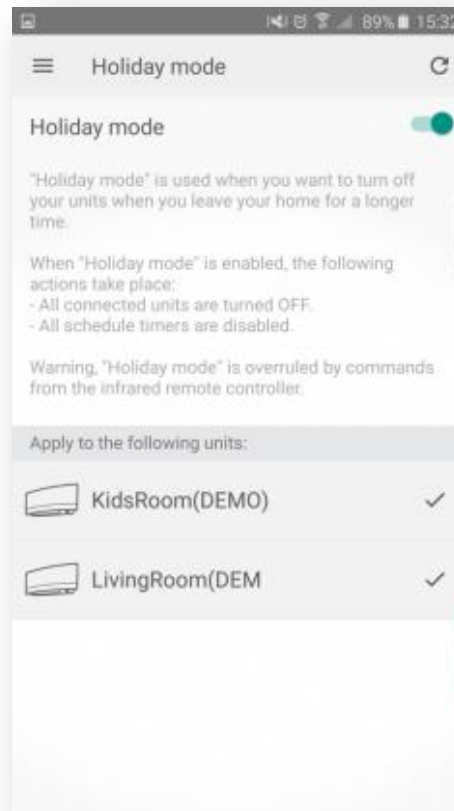 89% 15:32
Holiday mode
Holiday mode
"Holiday mode" is used when you want to turn off
your units when you leave your home for a longer
time.
When "Holiday mode" is enabled, the following
actions take place:
- All connected units are turned OFF.
- All schedule timers are disabled.
Warning, "Holiday mode" is overruled by commands
from the infrared remote controller.
Apply to the following units:
KidsRoom(DEMO)
LivingRoom(DEM